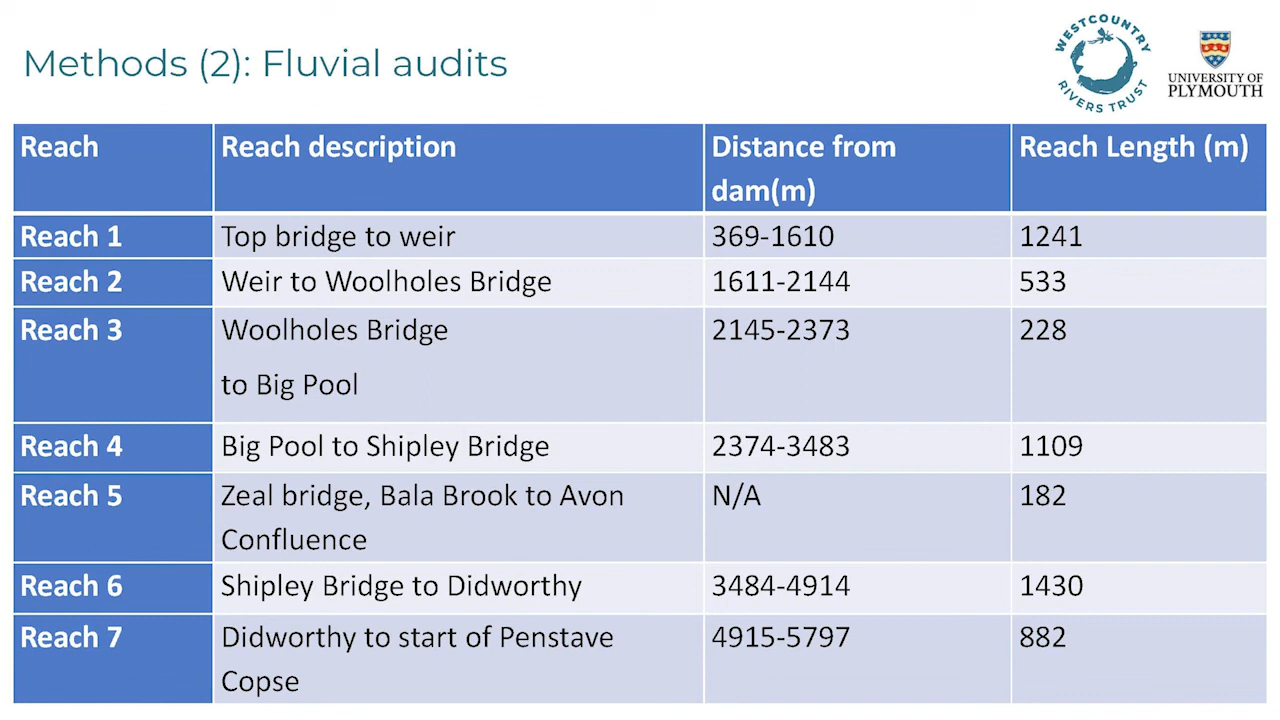 Methods (2): Fluvial audits
WESTCOUNTRY
RIVERS TRUST
UNIVERSITY OF
PLYMOUTH
Reach Reach description Distance from dam(m) Reach Length (m)
Reach 1 Top bridge to weir 369-1610 1241
Reach 2 Weir to Woolholes Bridge 1611-2144 533
Reach 3 Woolholes Bridge 2145-2373 228
to Big Pool
Reach 4 Big Pool to Shipley Bridge 2374-3483 1109
Reach 5 Zeal bridge, Bala Brook to Avon N/A 182
Confluence
Reach 6 Shipley Bridge to Didworthy 3484-4914 1430
Reach 7 Didworthy to start of Penstave 4915-5797 882
Copse